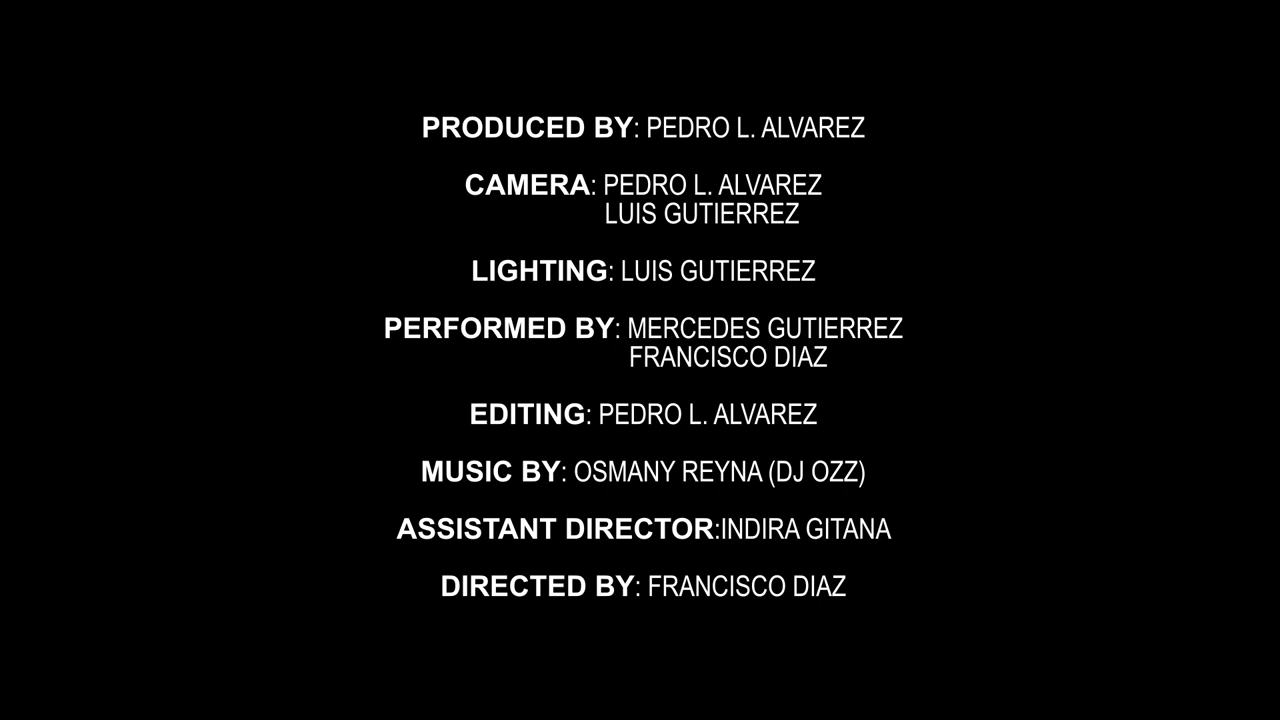 PRODUCED BY: PEDRO L. ALVAREZ
CAMERA: PEDRO L. ALVAREZ
LUIS GUTIERREZ
LIGHTING: LUIS GUTIERREZ
PERFORMED BY: MERCEDES GUTIERREZ
FRANCISCO DIAZ
EDITING: PEDRO L. ALVAREZ
MUSIC BY: OSMANY REYNA (DJ OZZ)
ASSISTANT DIRECTOR:INDIRA GITANA
DIRECTED BY: FRANCISCO DIAZ